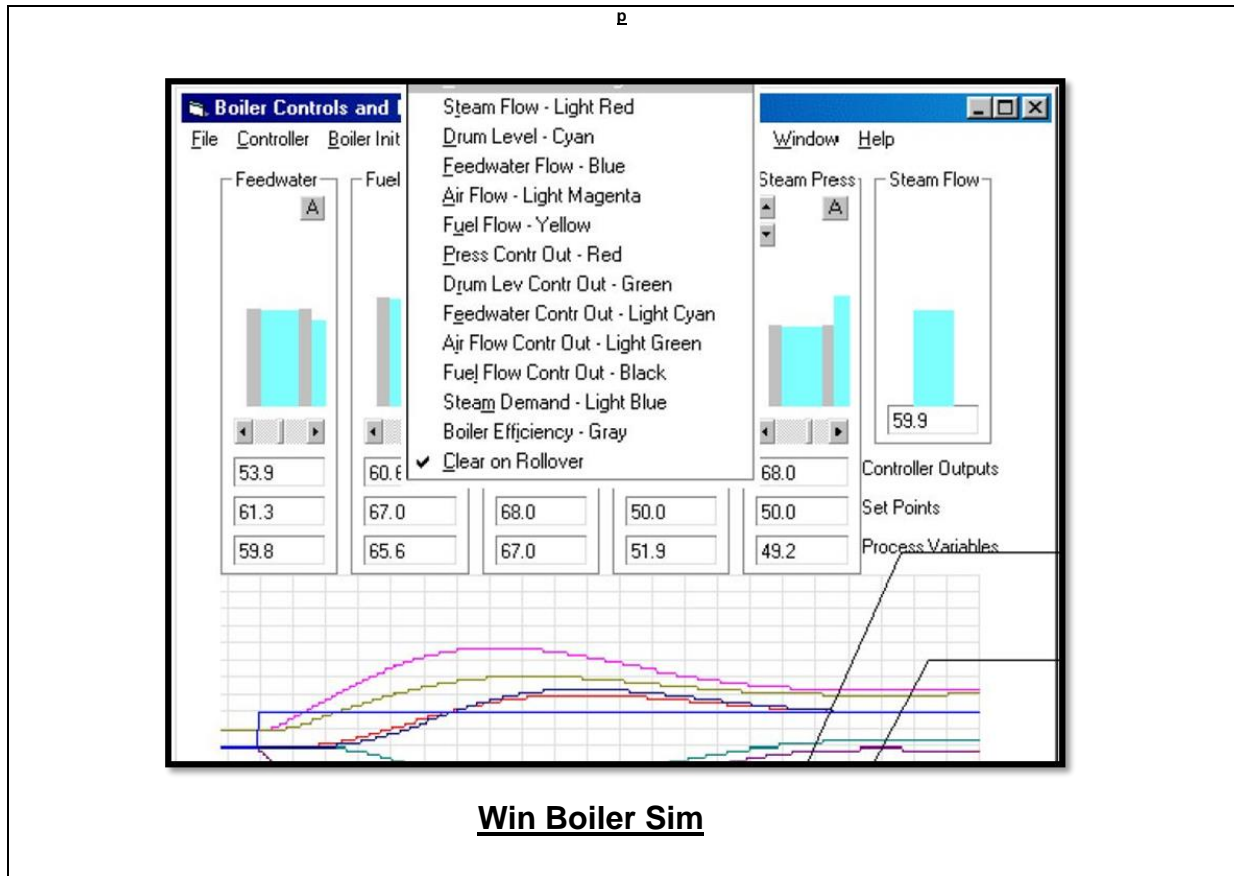 p
Boiler Controls and
File Controller Boiler Init Window Help
Steam Flow - Light Red
Drum Level - Cyan
Feedwater Flow - Blue
Air Flow - Light Magenta
Fuel Flow - Yellow
Press Contr Out - Red
Drum Lev Contr Out - Green
Feedwater Contr Out - Light Cyan
Air Flow Contr Out - Light Green
Fuel Flow Contr Out - Black
Steam Demand - Light Blue
Boiler Efficiency - Gray
Clear on Rollover
Feedwater Fuel Steam Press Steam Flow
A A
59.9
53.9 60.6 68.0 Controller Outputs
61.3 67.0 68.0 50.0 50.0 Set Points
59.8 65.6 67.0 51.9 49.2 Process Variables
Win Boiler Sim